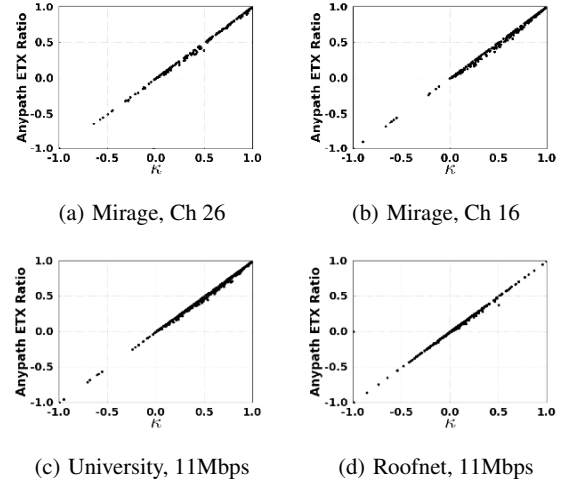 Anypath ETX Ratio
1.0
0.5
0.0
-0.5
-1.0
-1.0 -0.5 0.0 0.5 1.0
κ
(a) Mirage, Ch 26
Anypath ETX Ratio
1.0
0.5
0.0
-0.5
-1.0
-1.0 -0.5 0.0 0.5 1.0
κ
(b) Mirage, Ch 16
Anypath ETX Ratio
1.0
0.5
0.0
-0.5
-1.0
-1.0 -0.5 0.0 0.5 1.0
κ
(c) University, 11Mbps
Anypath ETX Ratio
1.0
0.5
0.0
-0.5
-1.0
-1.0 -0.5 0.0 0.5 1.0
κ
(d) Roofnet, 11Mbps